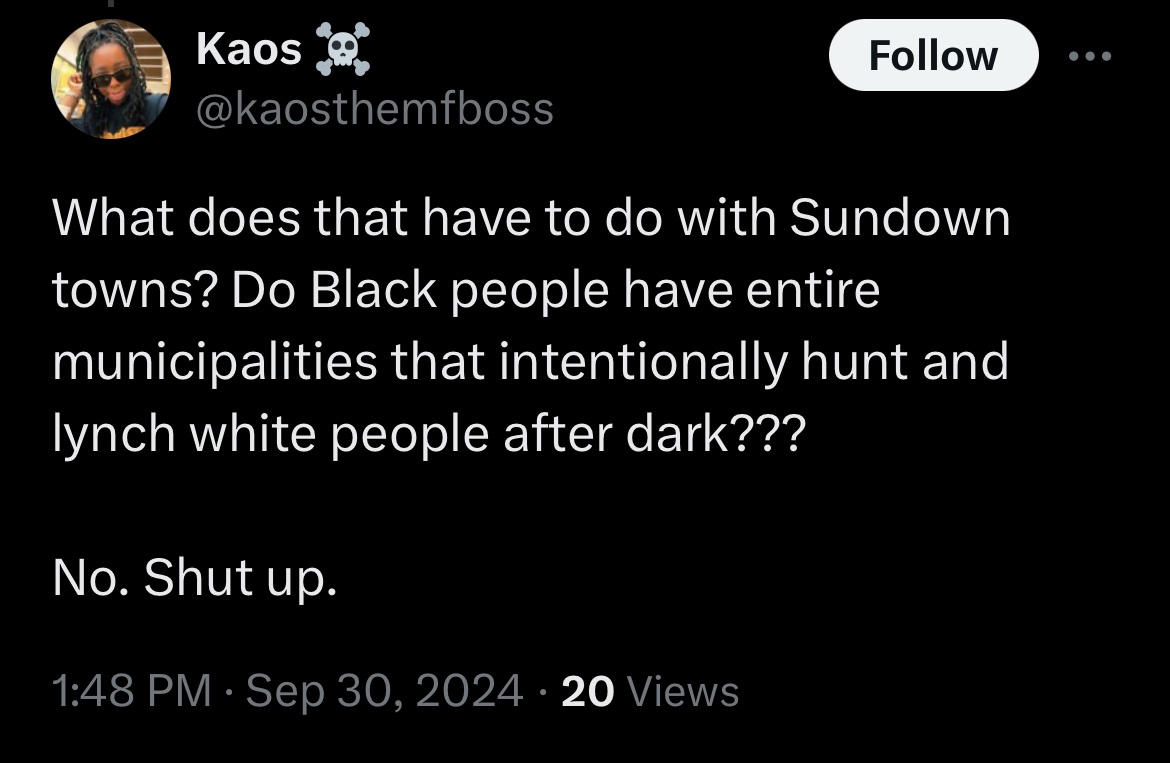 Kaos ☠️
Follow
@kaosthemfboss
What does that have to do with Sundown
towns? Do Black people have entire
municipalities that intentionally hunt and
lynch white people after dark???
No. Shut up.
1:48 PM · Sep 30, 2024 · 20 Views